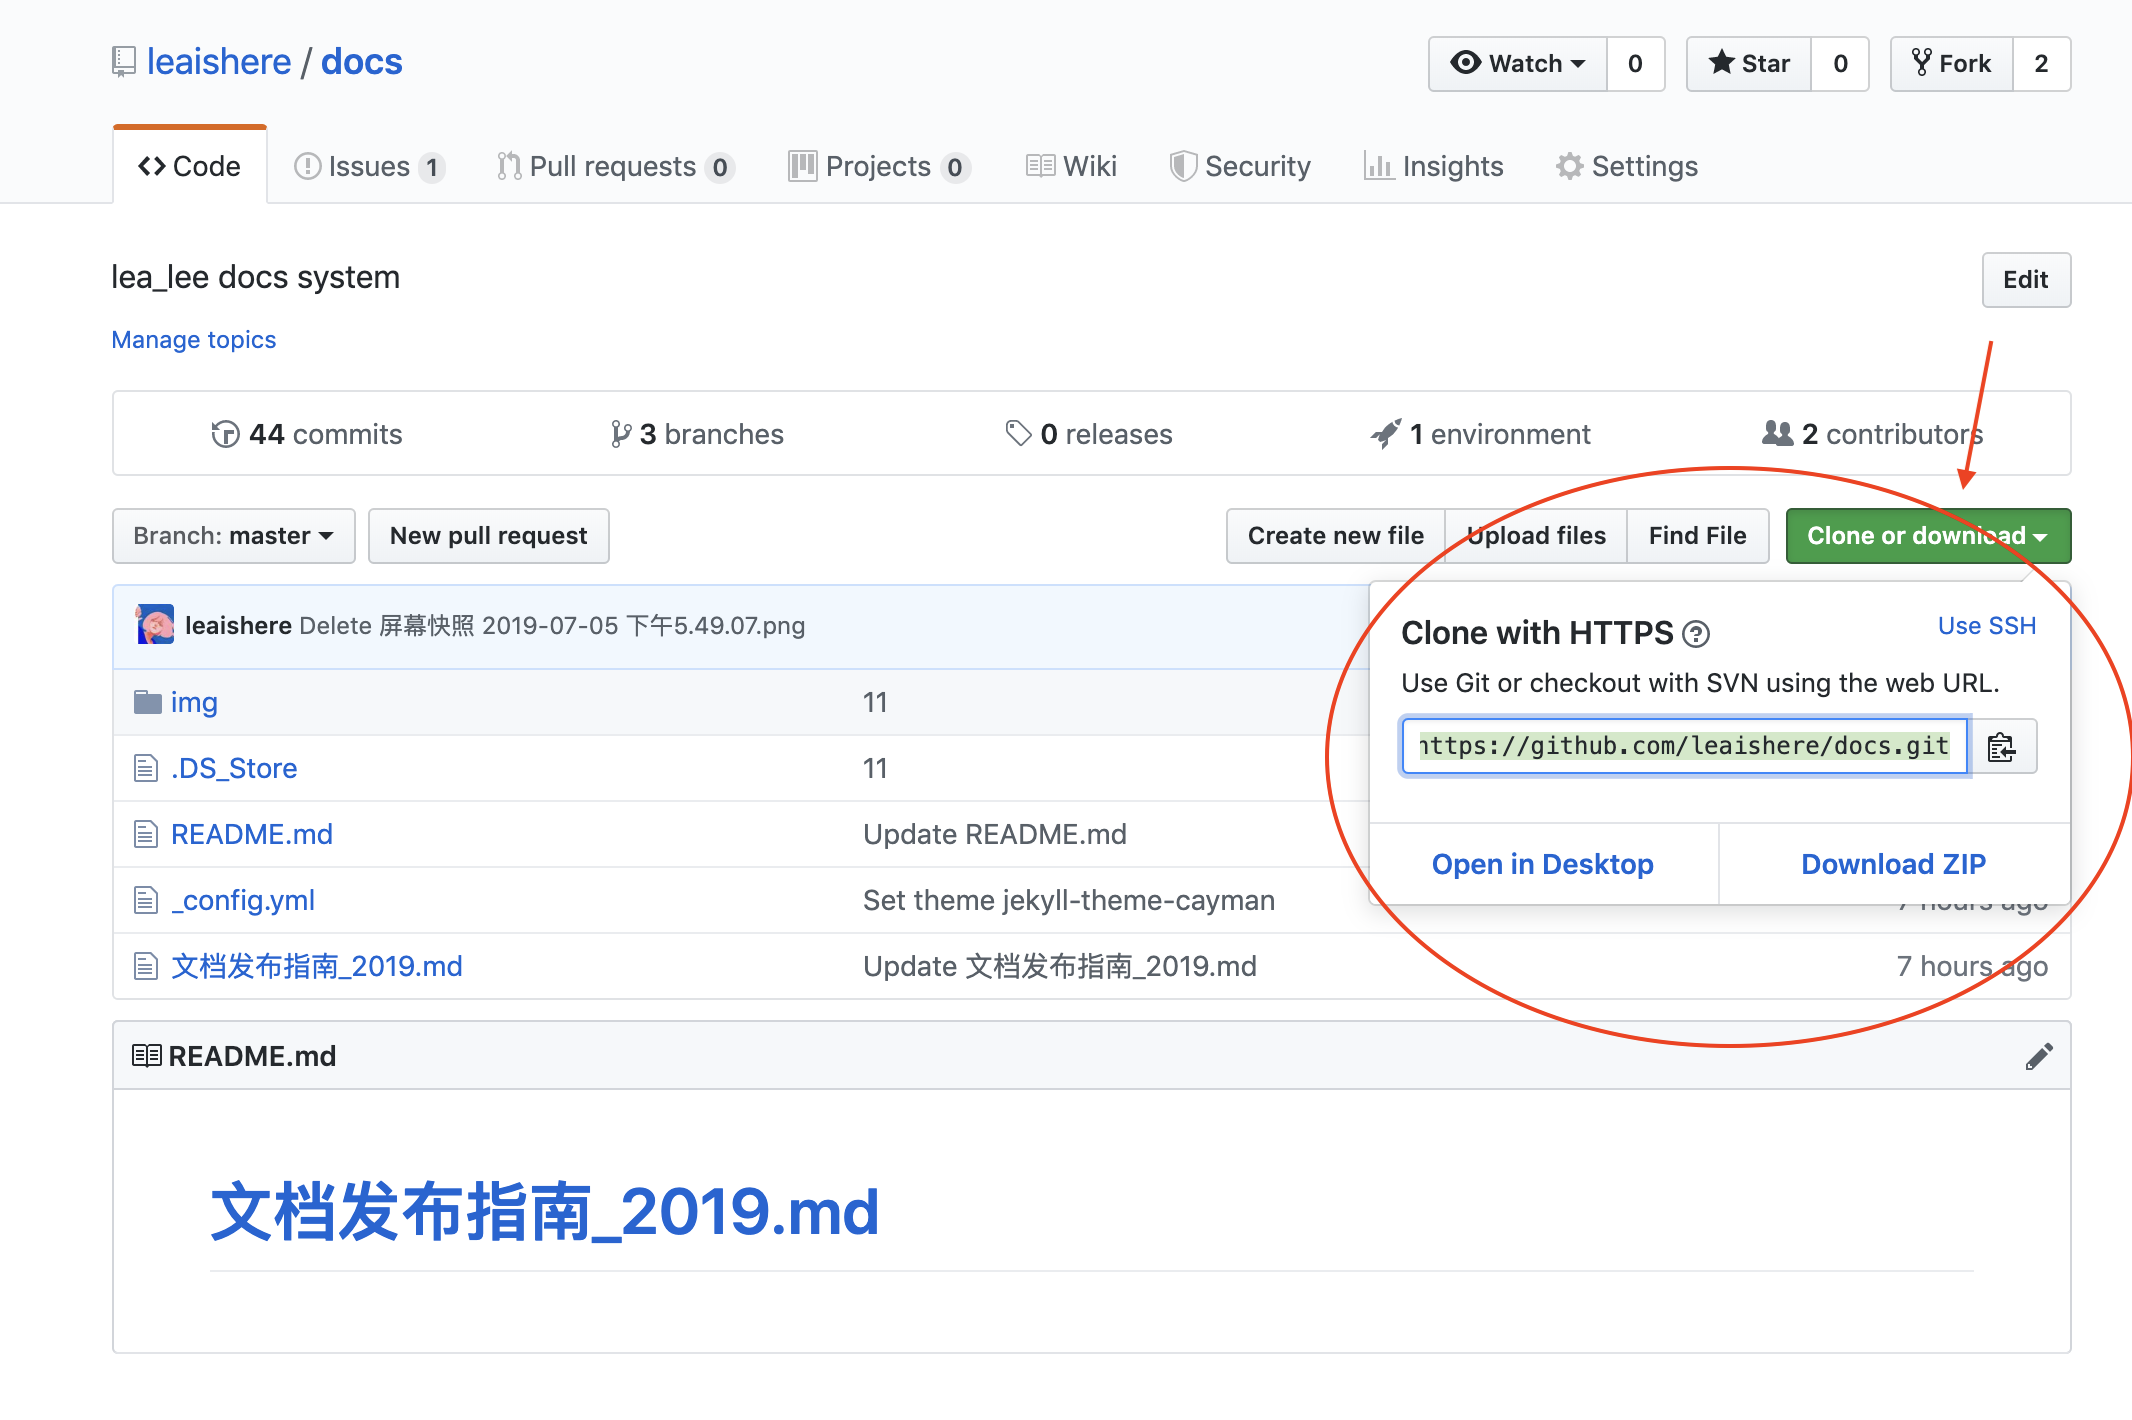 leaishere / docs
Watch 0 Star 0 Fork 2
Code Issues 1 Pull requests 0 Projects 0 Wiki Security Insights Settings
lea_lee docs system
Edit
Manage topics
44 commits 3 branches 0 releases 1 environment 2 contributors
Branch: master New pull request Create new file Upload files Find File Clone or download
leaishere Delete 屏幕快照 2019-07-05 下午5.49.07.png
Clone with HTTPS Use SSH
Use Git or checkout with SVN using the web URL.
https://github.com/leaishere/docs.git
Open in Desktop Download ZIP
img 11
.DS_Store 11
README.md Update README.md
_config.yml Set theme jekyll-theme-cayman 7 hours ago
文档发布指南_2019.md Update 文档发布指南_2019.md 7 hours ago
README.md
文档发布指南_2019.md